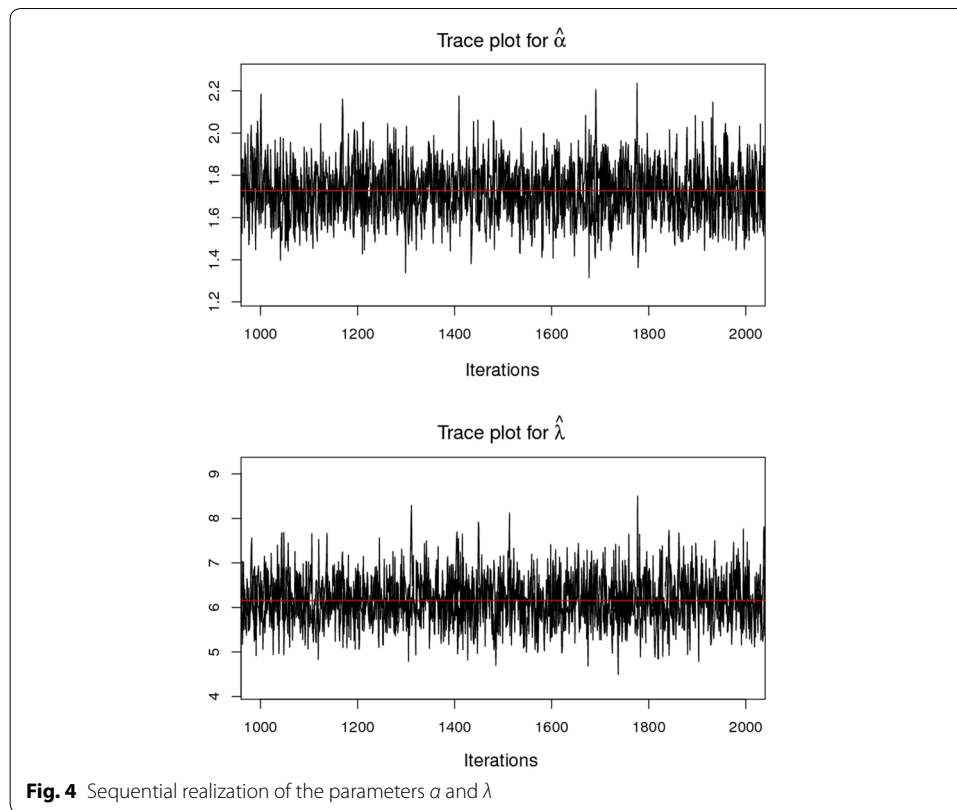 Trace plot for α̂
2.2
2.0
1.8
1.6
1.4
1.2
1000 1200 1400 1600 1800 2000
Iterations
Trace plot for λ̂
9
8
7
6
5
4
1000 1200 1400 1600 1800 2000
Iterations
Fig. 4 Sequential realization of the parameters α and λ